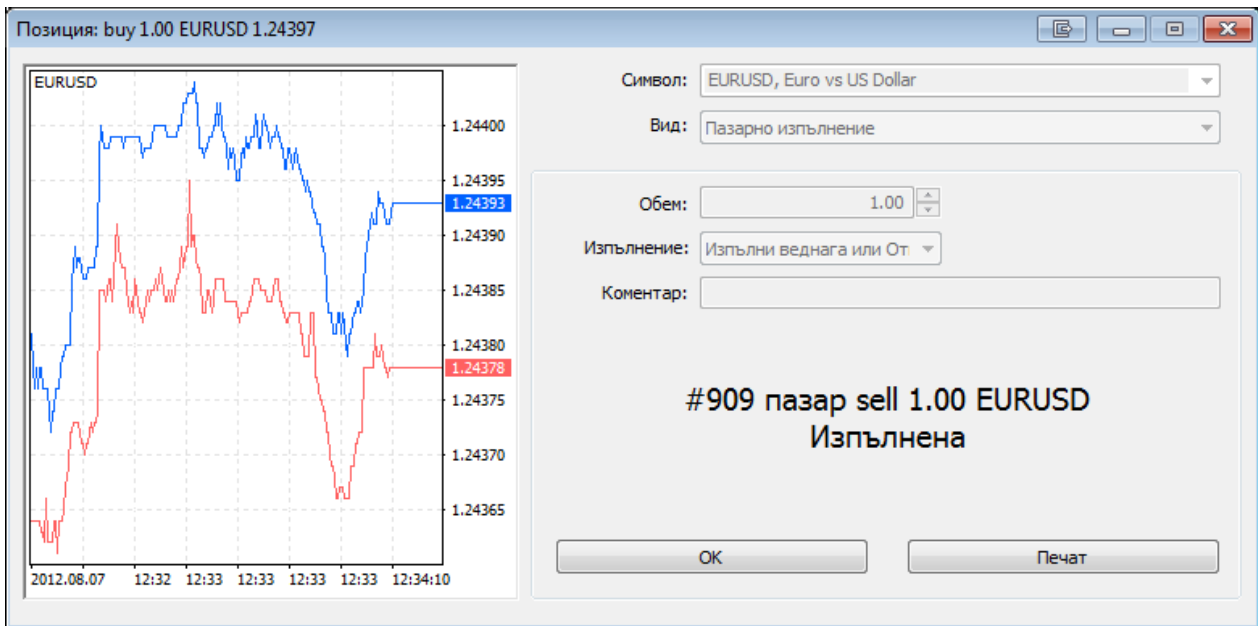 Позиция: buy 1.00 EURUSD 1.24397
EURUSD
1.24400
1.24395
1.24393
1.24390
1.24385
1.24380
1.24378
1.24375
1.24370
1.24365
2012.08.07 12:32 12:33 12:33 12:33 12:33 12:34:10
Символ: EURUSD, Euro vs US Dollar
Вид: Пазарно изпълнение
Обем: 1.00
Изпълнение: Изпълни веднага или От
Коментар:
#909 пазар sell 1.00 EURUSD
Изпълнена
OK Печат